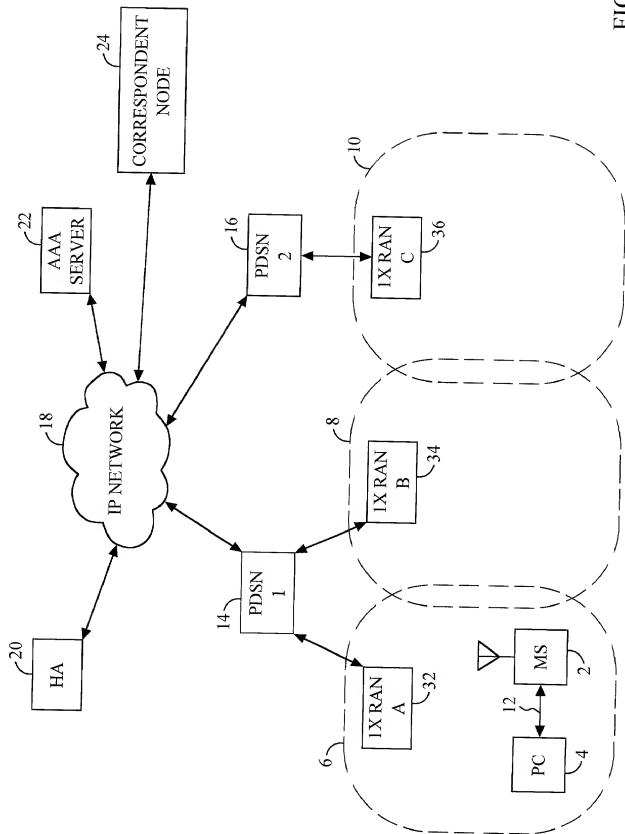 24
CORRESPONDENT
NODE
22
AAA
SERVER
18
IP NETWORK
20
HA
16
PDSN
2
14
PDSN
1
10
1X RAN
C
36
8
1X RAN
B
34
6
1X RAN
A
32
MS
2
12
PC
4